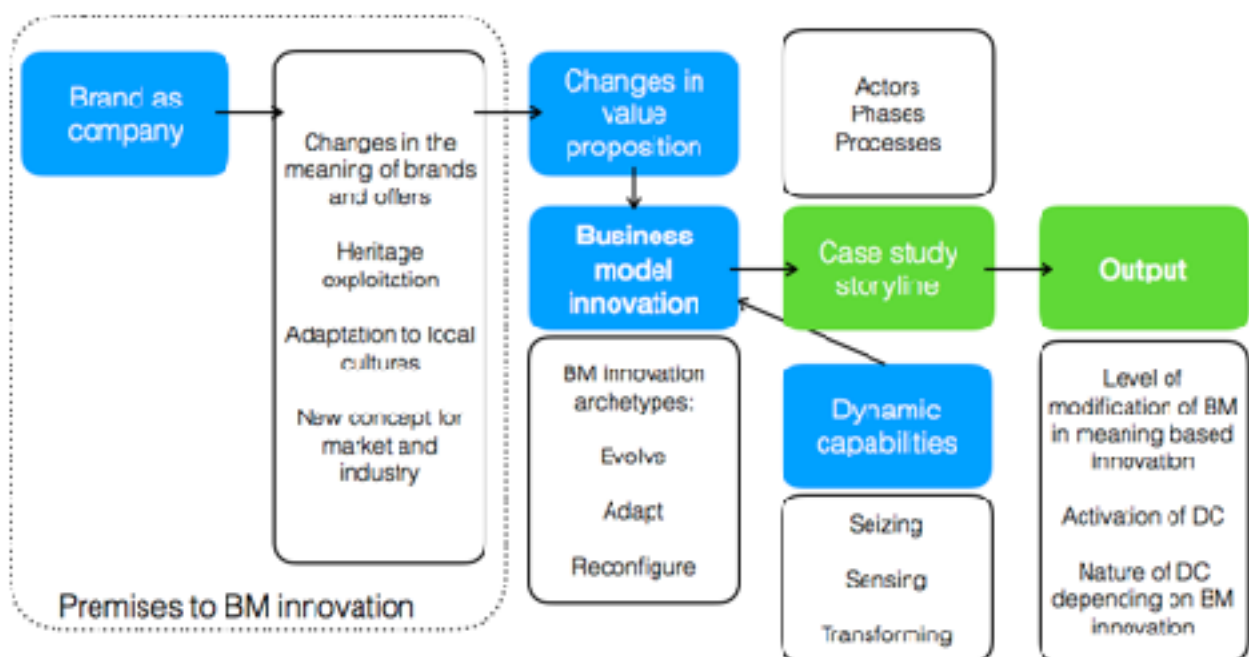 Brand as
company
Changes in the
meaning of brands
and offers
Heritage
exploitation
Adaptation to local
cultures
New concept for
market and
industry
Premises to BM innovation
Changes in
value
proposition
Business
model
innovation
BM innovation
archetypes:
Evolve
Adapt
Reconfigure
Actors
Phases
Processes
Case study
storyline
Dynamic
capabilities
Seizing
Sensing
Transforming
Output
Level of
modification of BM
in meaning based
innovation
Activation of DC
Nature of DC
depending on BM
innovation